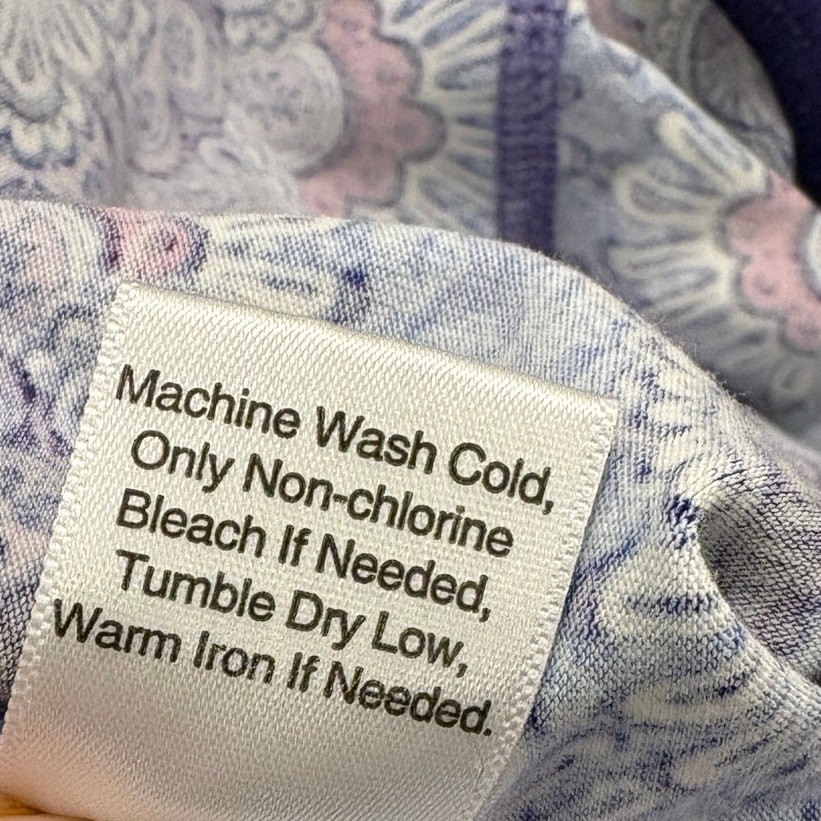 Machine Wash Cold,
Only Non-chlorine
Bleach If Needed,
Tumble Dry Low,
Warm Iron If Needed.